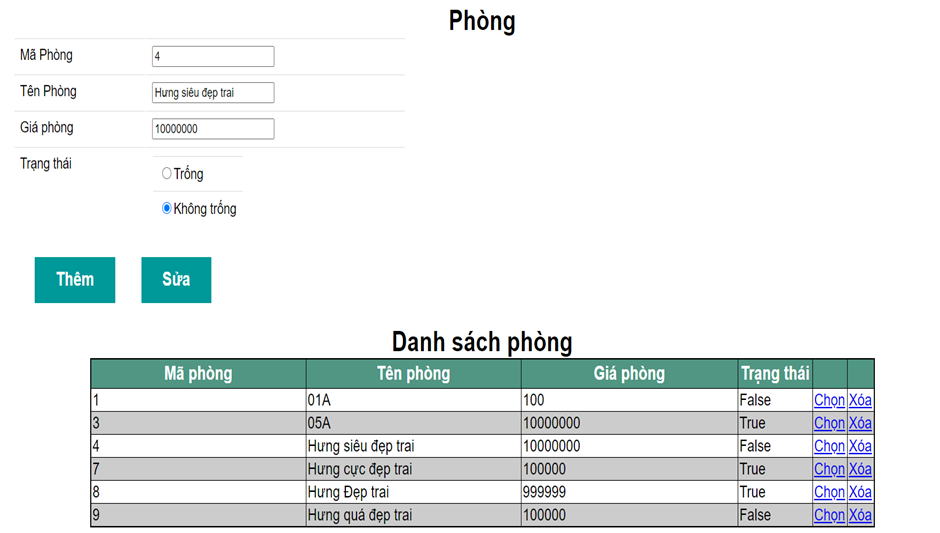 Phòng
Mã Phòng 4
Tên Phòng Hưng siêu đẹp trai
Giá phòng 10000000
Trạng thái
Trống
Không trống
Thêm Sửa
Danh sách phòng
Mã phòng Tên phòng Giá phòng Trạng thái
1 01A 100 False Chọn Xóa
3 05A 10000000 True Chọn Xóa
4 Hưng siêu đẹp trai 10000000 False Chọn Xóa
7 Hưng cực đẹp trai 100000 True Chọn Xóa
8 Hưng Đẹp trai 999999 True Chọn Xóa
9 Hưng quá đẹp trai 100000 False Chọn Xóa